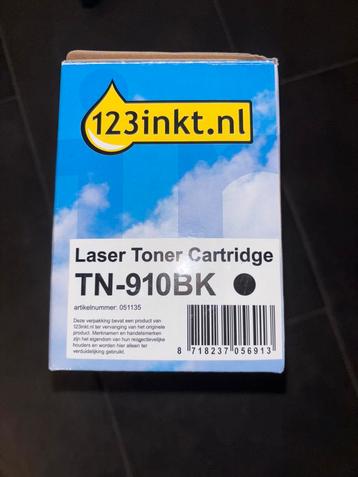 123inkt.nl
Laser Toner Cartridge
TN-910BK
artikelnummer: 051135
Deze verpakking bevat een product van
123inkt.nl ter vervanging van het originele
product. Merknamen en handelsmerken
zijn het eigendom van hun respectievelijke
houders en worden hier alleen ter
verduidelijking gebruikt.
8 718237 056913